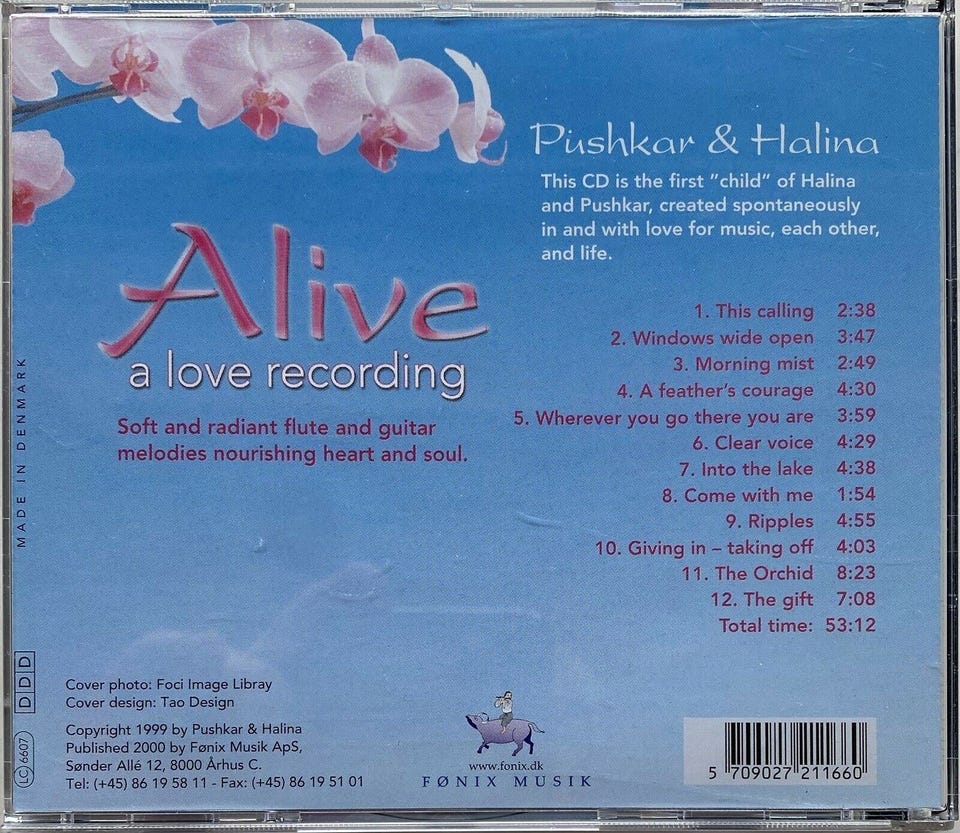 Pushkar & Halina
This CD is the first "child" of Halina
and Pushkar, created spontaneously
in and with love for music, each other,
and life.
Alive
a love recording
Soft and radiant flute and guitar
melodies nourishing heart and soul.
1. This calling 2:38
2. Windows wide open 3:47
3. Morning mist 2:49
4. A feather's courage 4:30
5. Wherever you go there you are 3:59
6. Clear voice 4:29
7. Into the lake 4:38
8. Come with me 1:54
9. Ripples 4:55
10. Giving in – taking off 4:03
11. The Orchid 8:23
12. The gift 7:08
Total time: 53:12
MADE IN DENMARK
DDD
LC 6607
Cover photo: Foci Image Libray
Cover design: Tao Design
Copyright 1999 by Pushkar & Halina
Published 2000 by Fønix Musik ApS,
Sønder Allé 12, 8000 Århus C.
Tel: (+45) 86 19 58 11 - Fax: (+45) 86 19 51 01
www.fonix.dk
FØNIX MUSIK
5 709027 211660